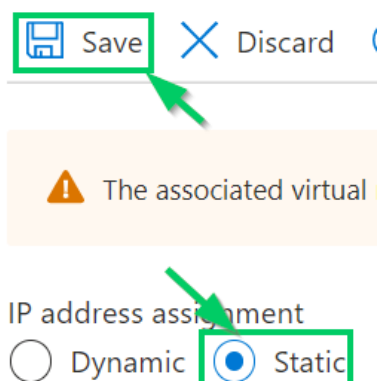 Save Discard
The associated virtual
IP address assignment
Dynamic Static